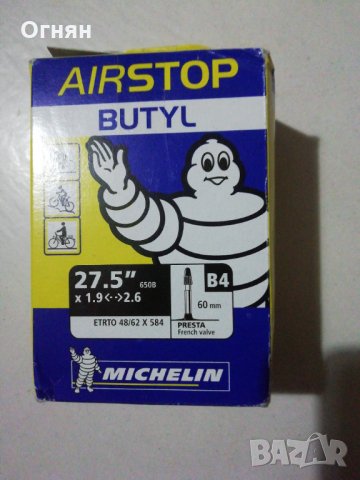 Огнян
AIRSTOP
BUTYL
27.5” 650B
x 1.9<-->2.6
ETRTO 48/62 X 584
B4
60 mm
PRESTA
French valve
MICHELIN
BAZAR